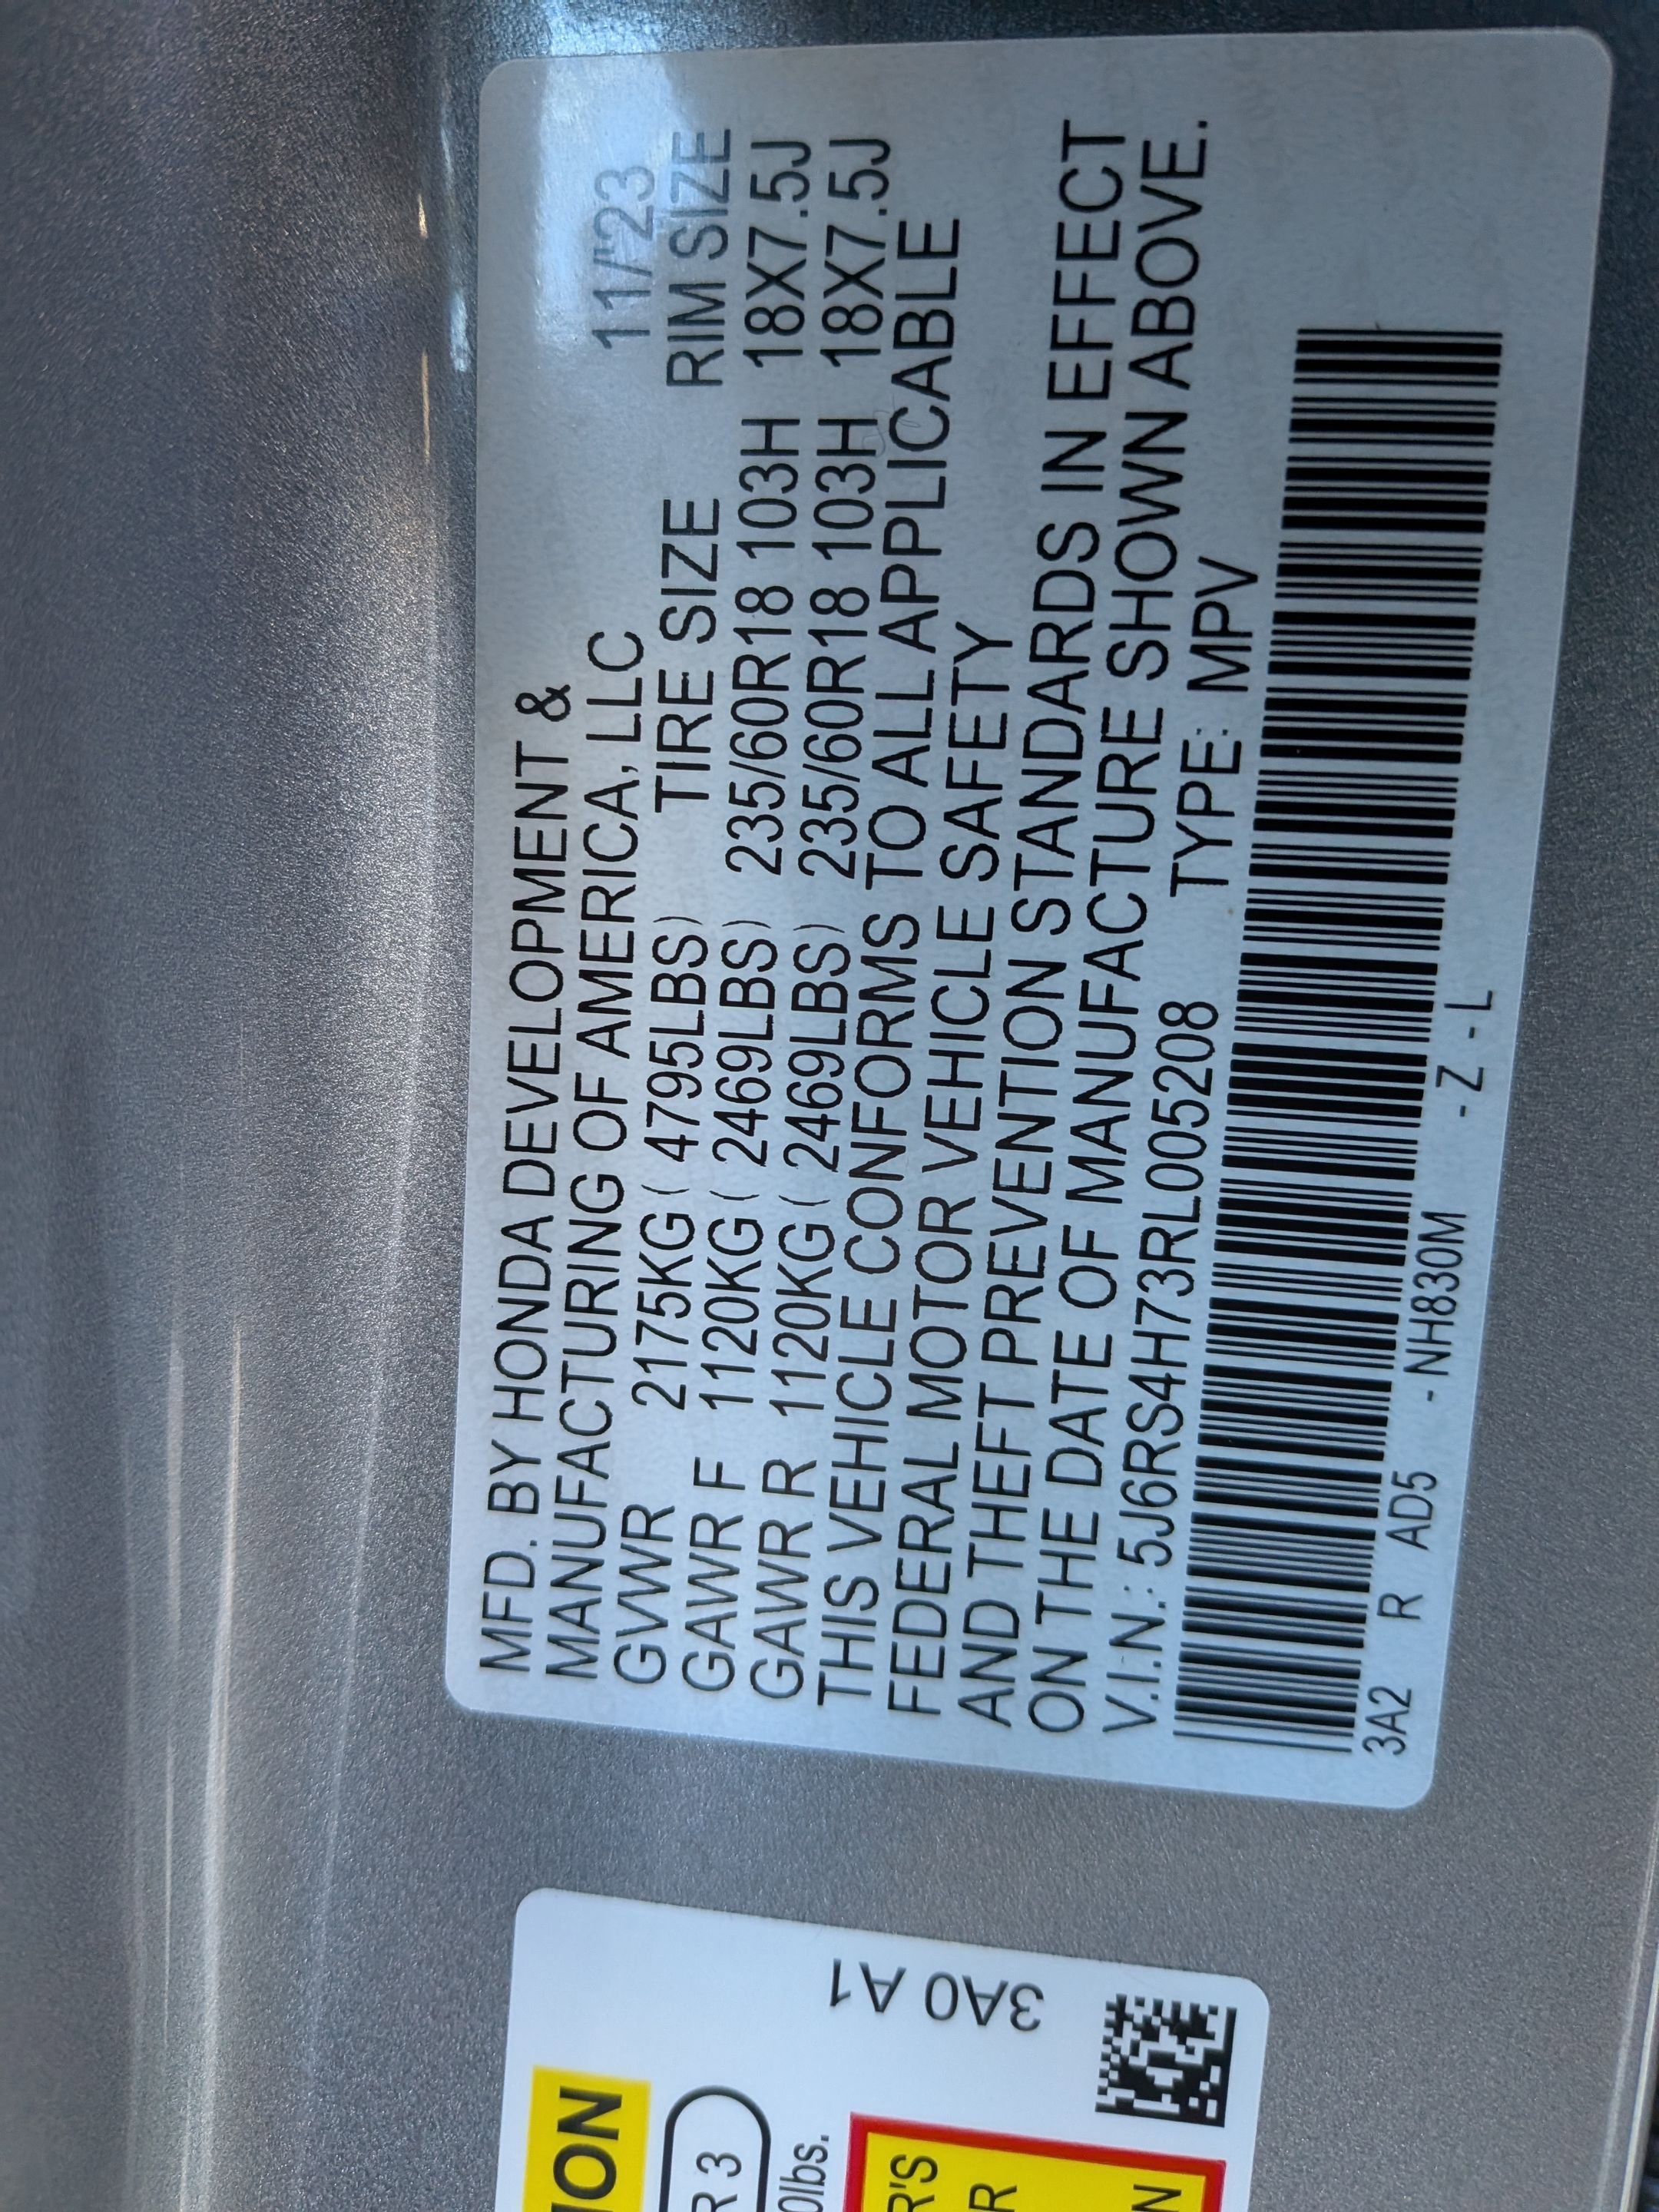 MFD. BY HONDA DEVELOPMENT &
MANUFACTURING OF AMERICA, LLC 11/'23
GVWR 2175KG ( 4795LBS) TIRE SIZE RIM SIZE
GAWR F 1120KG ( 2469LBS) 235/60R18 103H 18X7.5J
GAWR R 1120KG ( 2469LBS) 235/60R18 103H 18X7.5J
THIS VEHICLE CONFORMS TO ALL APPLICABLE
FEDERAL MOTOR VEHICLE SAFETY
AND THEFT PREVENTION STANDARDS IN EFFECT
ON THE DATE OF MANUFACTURE SHOWN ABOVE.
V.I.N.: 5J6RS4H73RL005208 TYPE: MPV
3A2 R AD5 - NH830M - Z - L
3A0 A1
ION
R 3
0lbs.
R'S
R
N